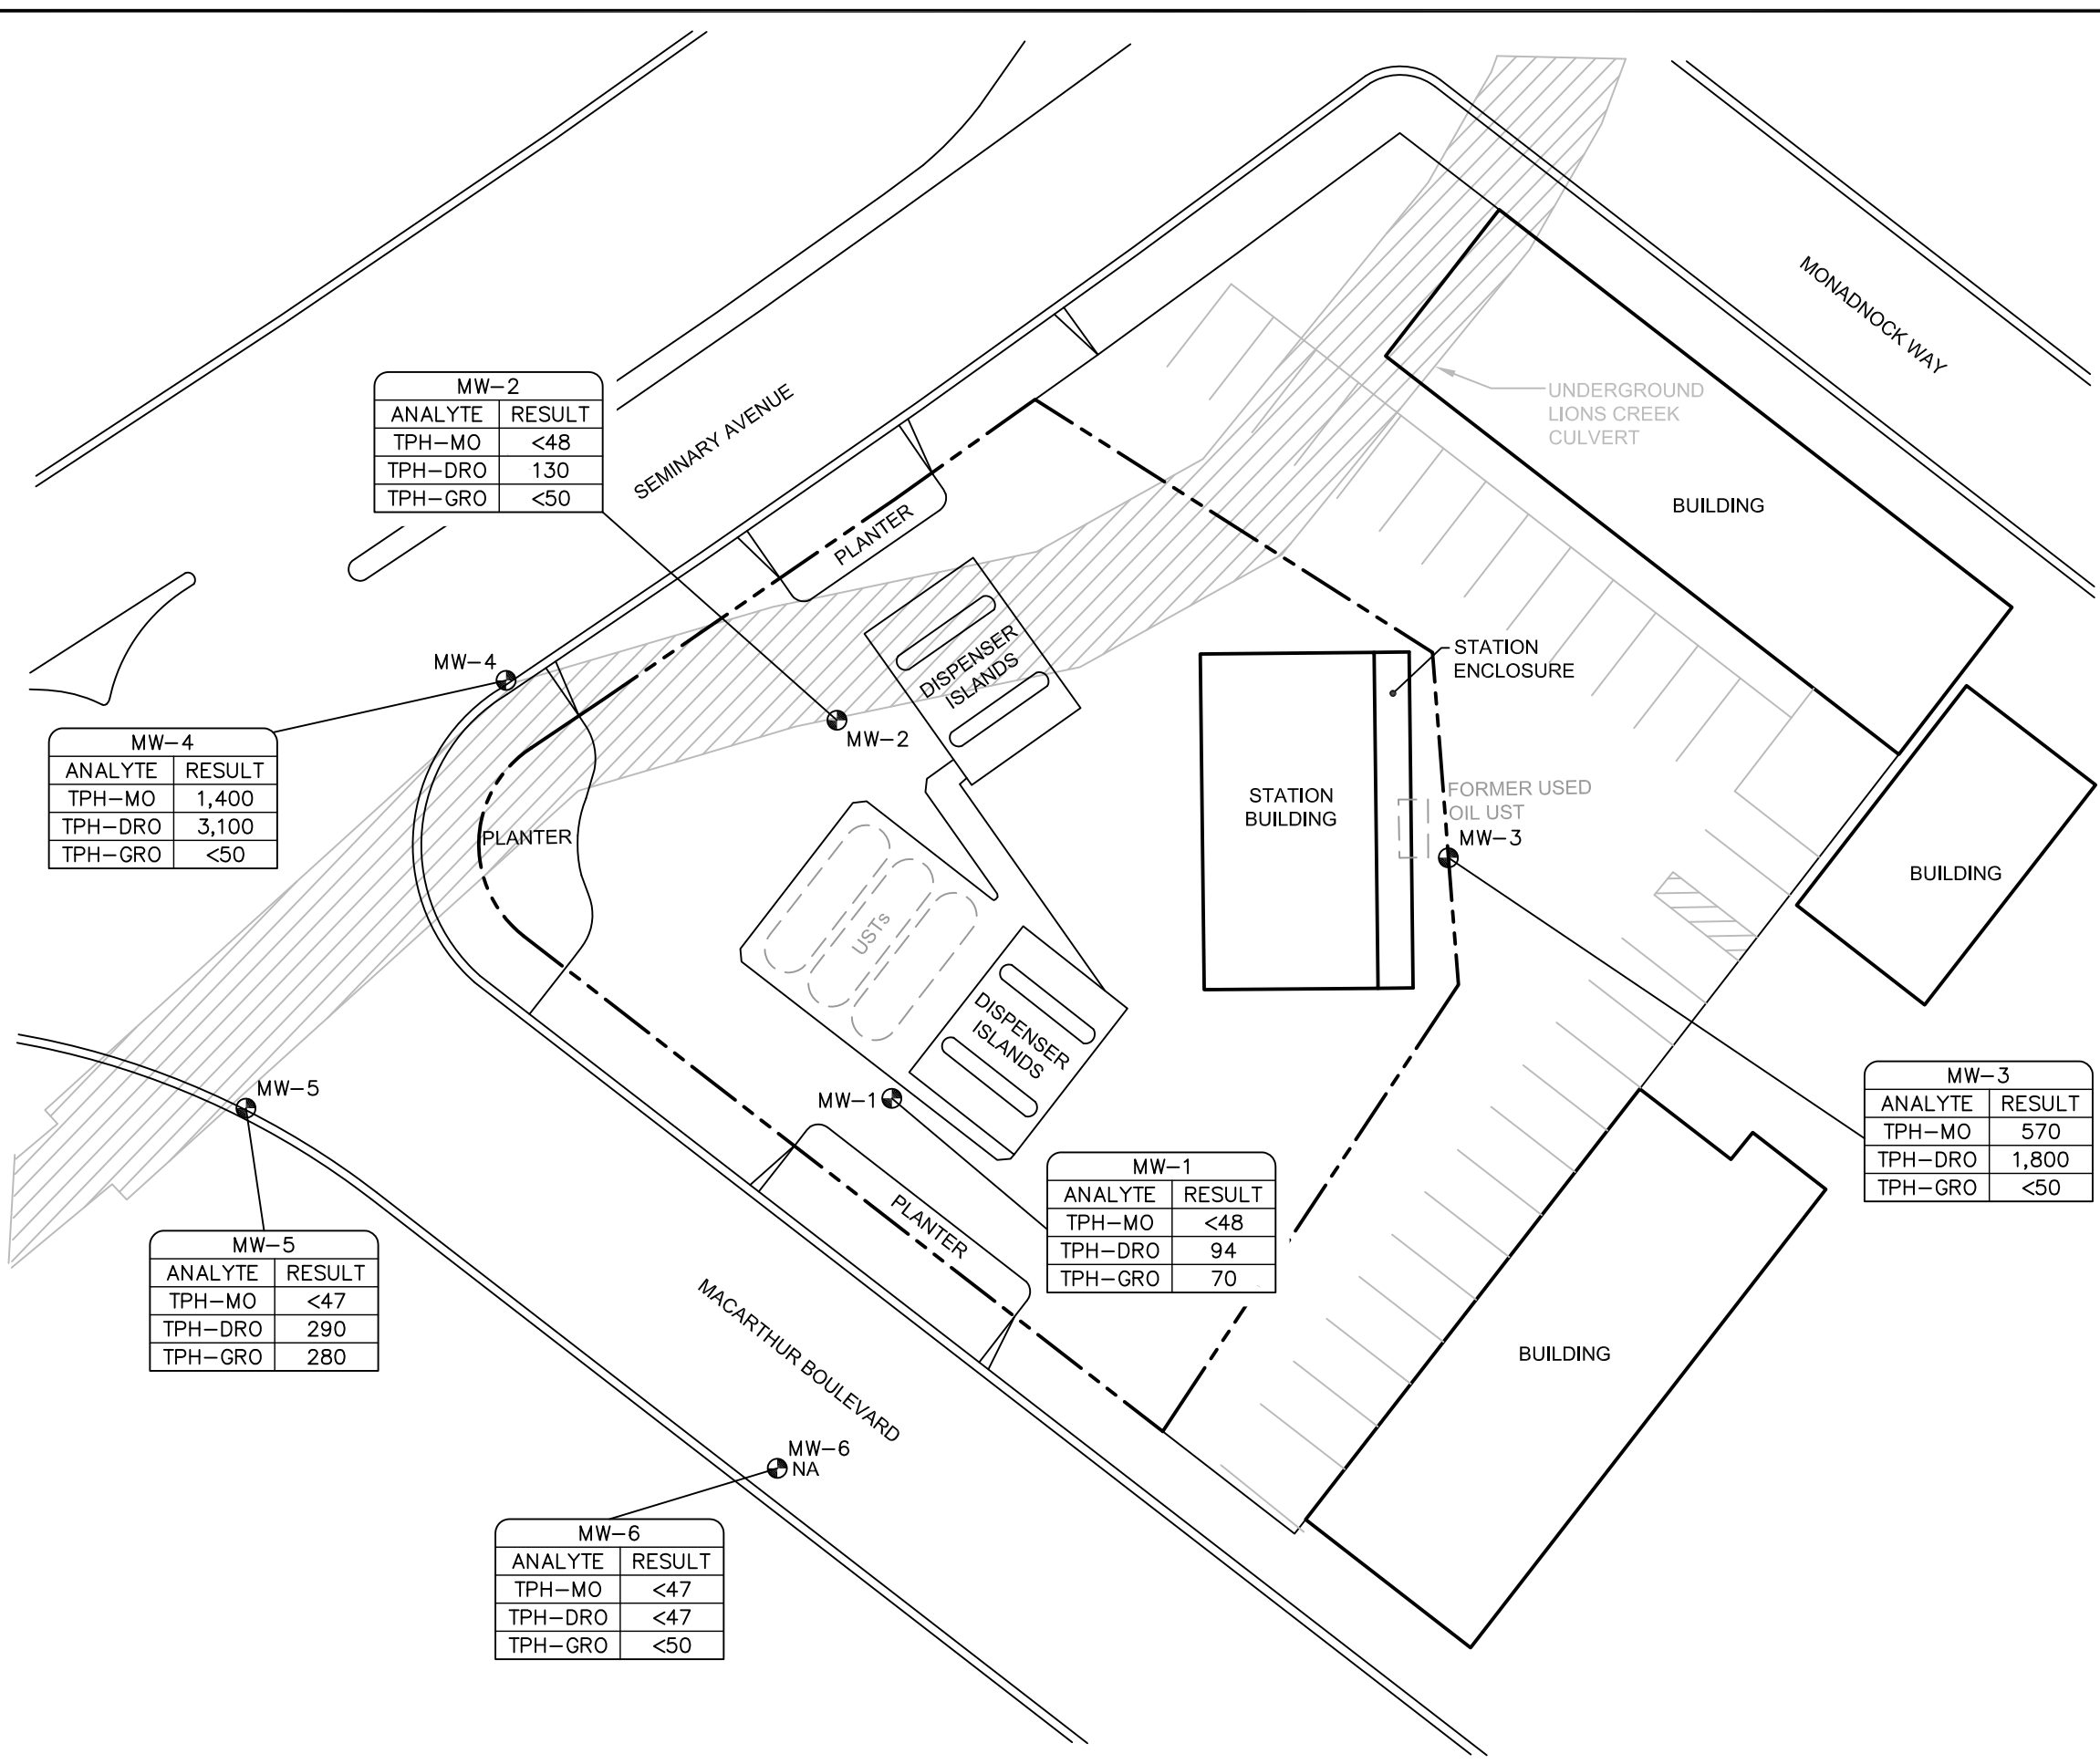 MONADNOCK WAY
UNDERGROUND
LIONS CREEK
CULVERT
BUILDING
SEMINARY AVENUE
MW-2
ANALYTE RESULT
TPH-MO <48
TPH-DRO 130
TPH-GRO <50
PLANTER
DISPENSER
ISLANDS
STATION
ENCLOSURE
MW-4
MW-2
MW-4
ANALYTE RESULT
TPH-MO 1,400
TPH-DRO 3,100
TPH-GRO <50
PLANTER
STATION
BUILDING
FORMER USED
OIL UST
MW-3
BUILDING
USTs
DISPENSER
ISLANDS
MW-5
MW-1
MW-3
ANALYTE RESULT
TPH-MO 570
TPH-DRO 1,800
TPH-GRO <50
MW-1
ANALYTE RESULT
TPH-MO <48
TPH-DRO 94
TPH-GRO 70
PLANTER
MW-5
ANALYTE RESULT
TPH-MO <47
TPH-DRO 290
TPH-GRO 280
MACARTHUR BOULEVARD
BUILDING
MW-6
NA
MW-6
ANALYTE RESULT
TPH-MO <47
TPH-DRO <47
TPH-GRO <50